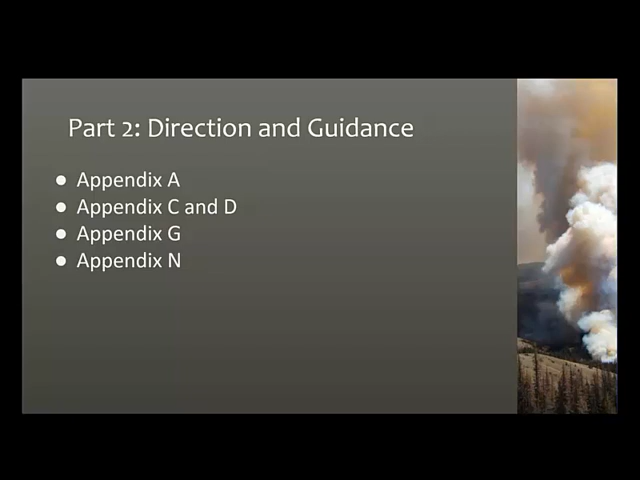 Part 2: Direction and Guidance
● Appendix A
● Appendix C and D
● Appendix G
● Appendix N